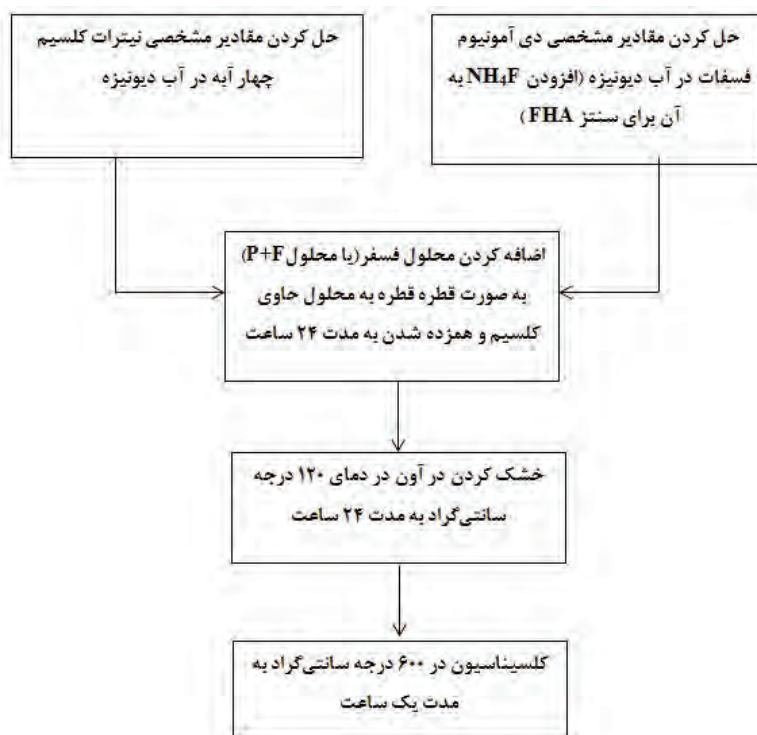 حل کردن مقادیر مشخصی دی آمونیوم
فسفات در آب دیونیزه (افزودن NH₄F به
آن برای سنتز FHA)
حل کردن مقادیر مشخصی نیترات کلسیم
چهار آبه در آب دیونیزه
اضافه کردن محلول فسفر(یا محلول P+F)
به صورت قطره قطره به محلول حاوی
کلسیم و همزده شدن به مدت ۲۴ ساعت
خشک کردن در آون در دمای ۱۲۰ درجه
سانتی‌گراد به مدت ۲۴ ساعت
کلسیناسیون در ۶۰۰ درجه سانتی‌گراد به
مدت یک ساعت